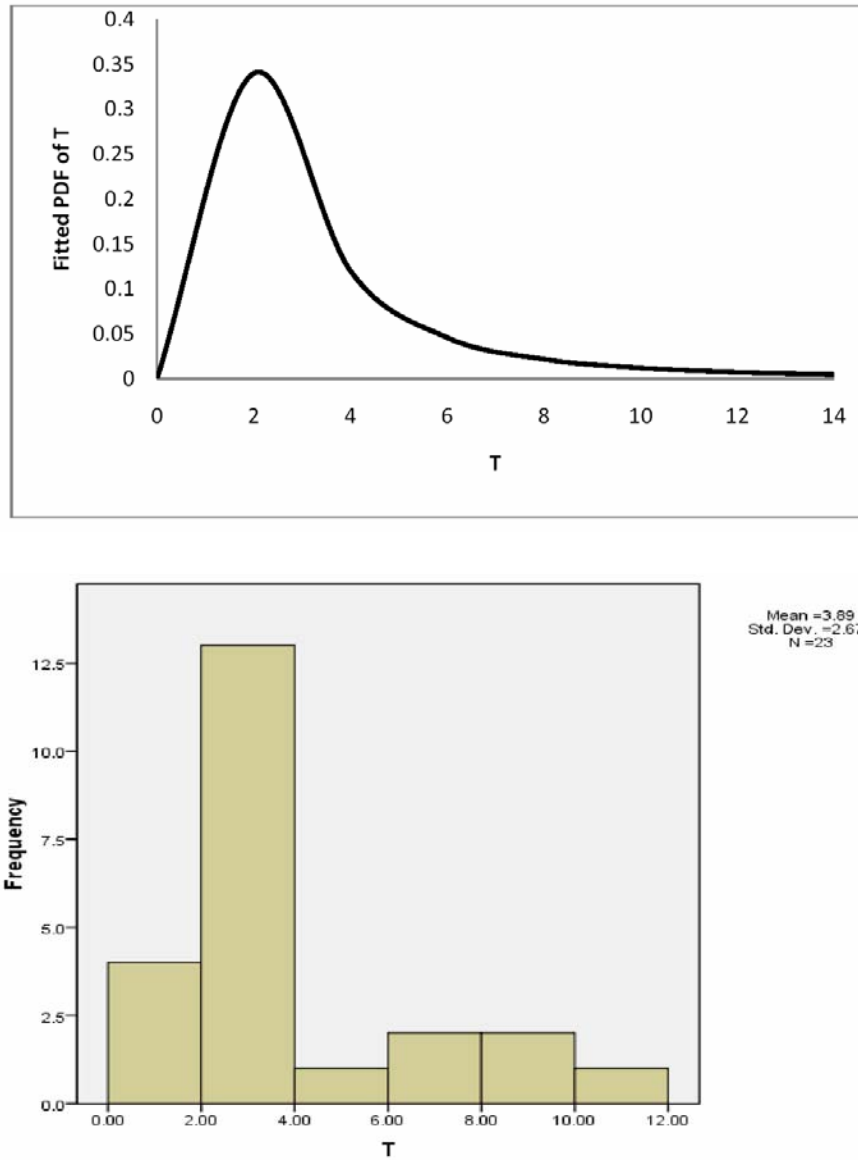 0.4
0.35
0.3
0.25
0.2
0.15
0.1
0.05
0
Fitted PDF of T
0 2 4 6 8 10 12 14
T
Mean =3.89
Std. Dev. =2.67
N =23
12.5
10.0
7.5
5.0
2.5
0.0
Frequency
0.00 2.00 4.00 6.00 8.00 10.00 12.00
T